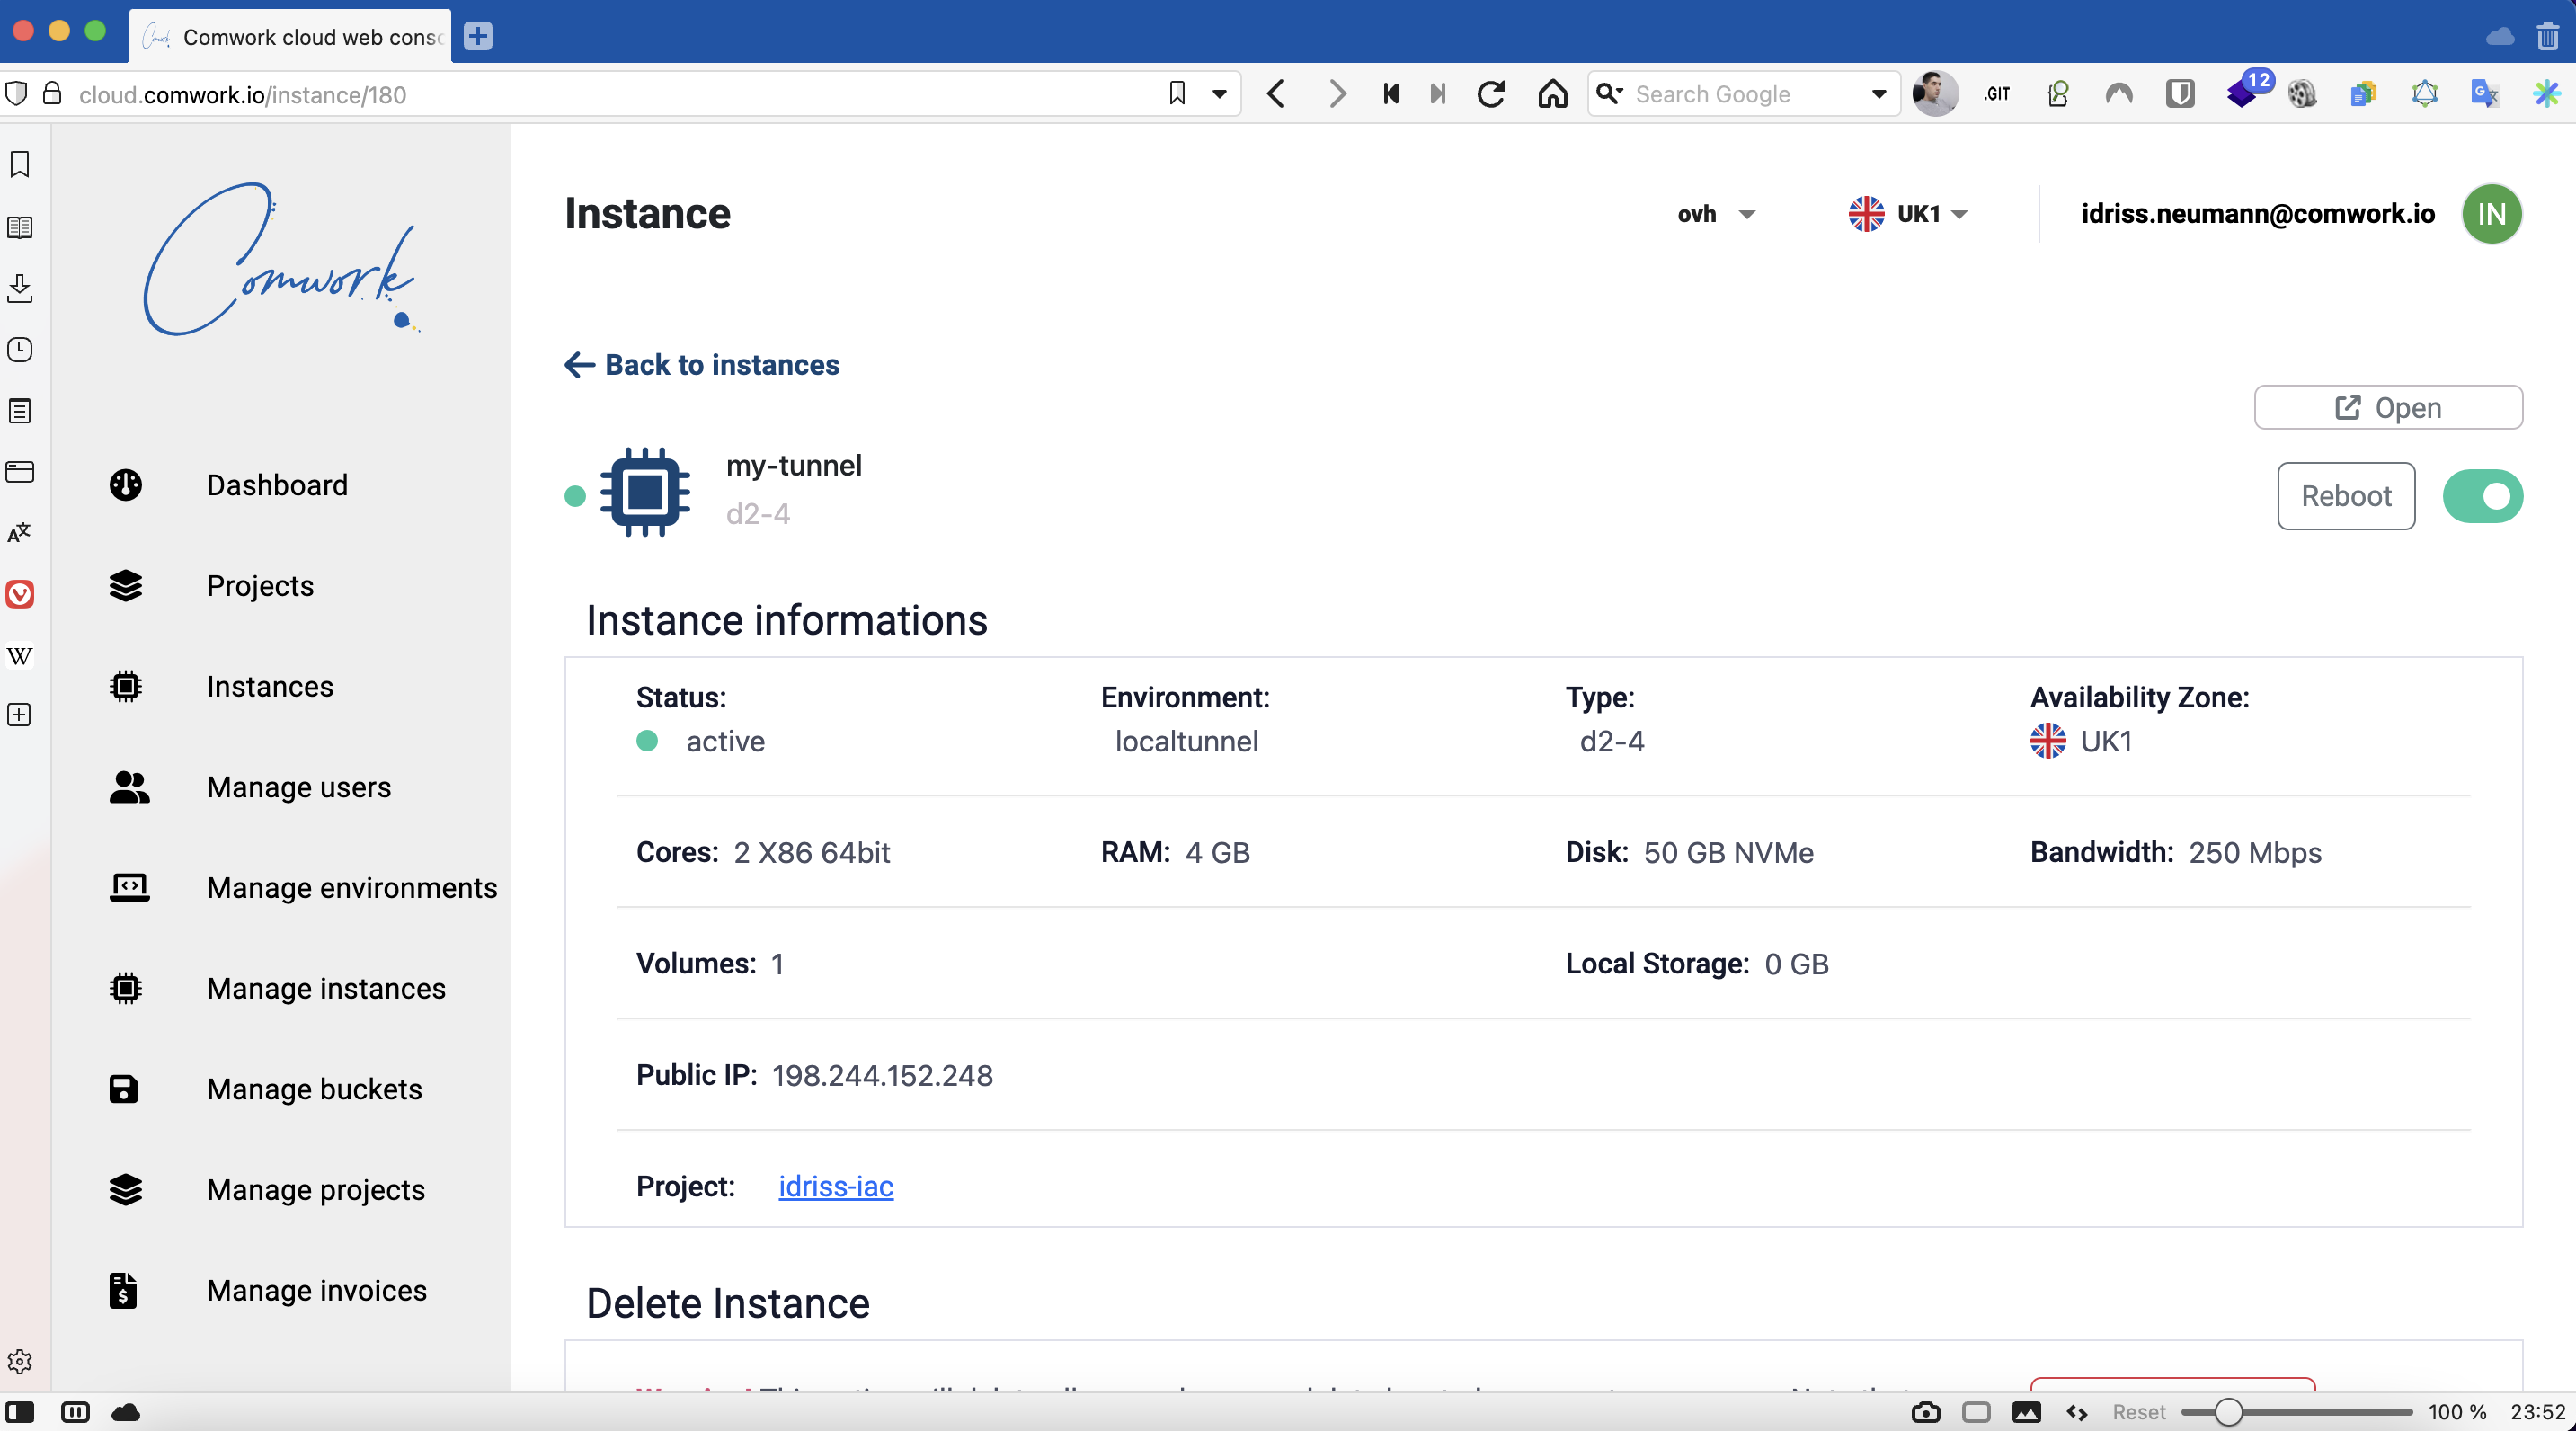 Comwork cloud web conso
cloud.comwork.io/instance/180
Search Google
.GIT
12
Comwork
Instance
ovh
UK1
idriss.neumann@comwork.io
IN
Back to instances
Open
my-tunnel
d2-4
Reboot
Dashboard
Projects
Instances
Manage users
Manage environments
Manage instances
Manage buckets
Manage projects
Manage invoices
W
Instance informations
Status: Environment: Type: Availability Zone:
active localtunnel d2-4 UK1
Cores: 2 X86 64bit RAM: 4 GB Disk: 50 GB NVMe Bandwidth: 250 Mbps
Volumes: 1 Local Storage: 0 GB
Public IP: 198.244.152.248
Project: idriss-iac
Delete Instance
Reset 100 % 23:52